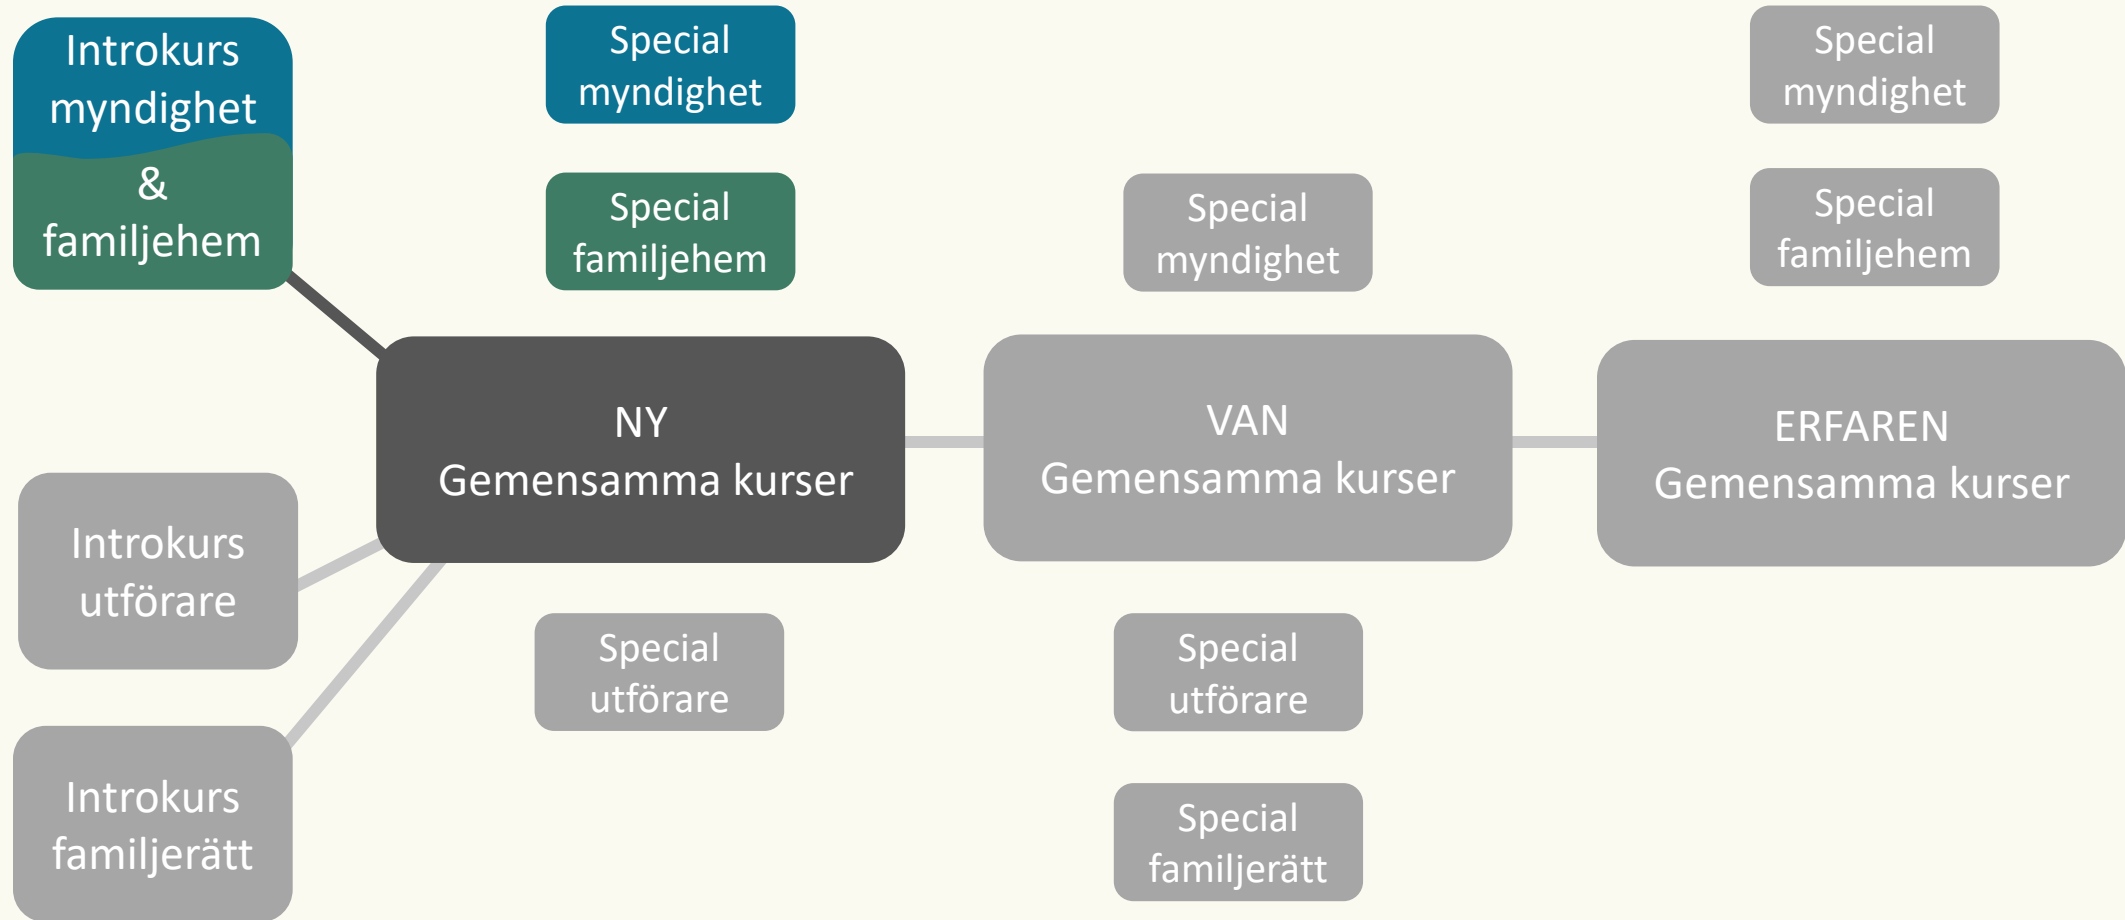 Introkurs
myndighet
&
familjehem
Special
myndighet
Special
familjehem
Special
myndighet
Special
myndighet
Special
familjehem
NY
Gemensamma kurser
VAN
Gemensamma kurser
ERFAREN
Gemensamma kurser
Introkurs
utförare
Introkurs
familjerätt
Special
utförare
Special
utförare
Special
familjerätt